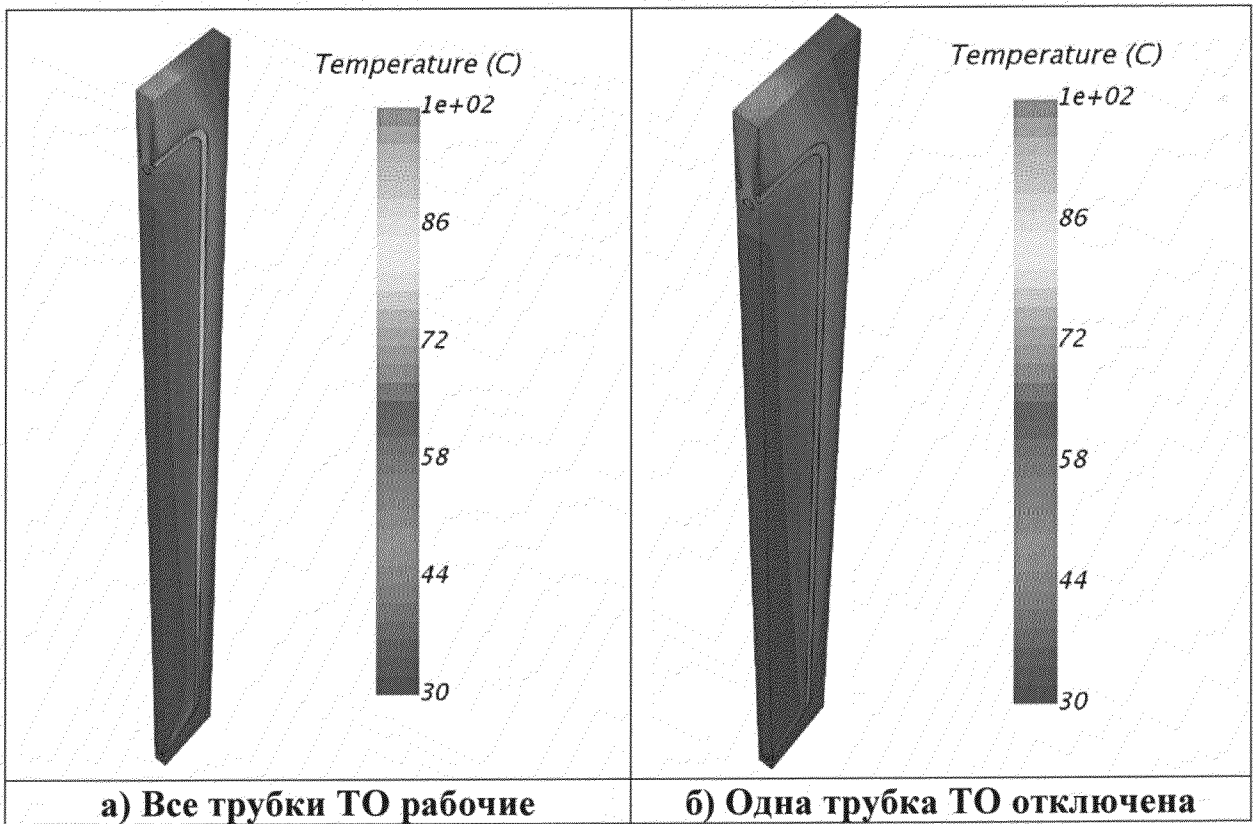 Temperature (C)
1e+02
86
72
58
44
30
а) Все трубки ТО рабочие
Temperature (C)
1e+02
86
72
58
44
30
б) Одна трубка ТО отключена